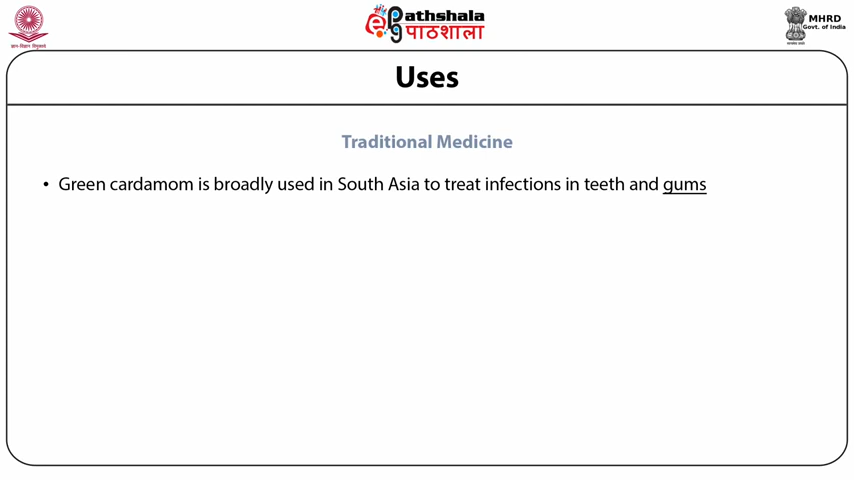 ePathshala
पाठशाला
MHRD
Govt. of India
Uses
Traditional Medicine
• Green cardamom is broadly used in South Asia to treat infections in teeth and gums